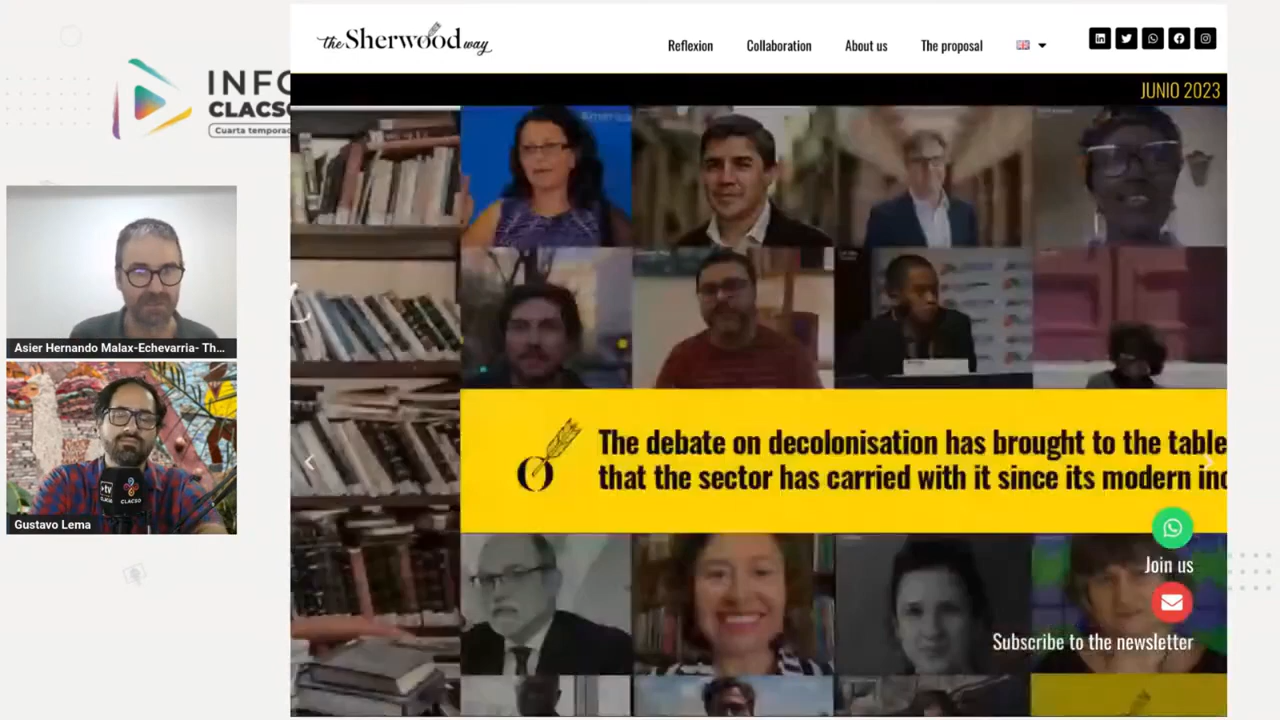 INFO
CLACSO
Cuarta temporad
Asier Hernando Malax-Echevarria- Th...
CLACSO
Gustavo Lema
the Sherwood way
Reflexion
Collaboration
About us
The proposal
JUNIO 2023
The debate on decolonisation has brought to the table
that the sector has carried with it since its modern inc
Join us
Subscribe to the newsletter